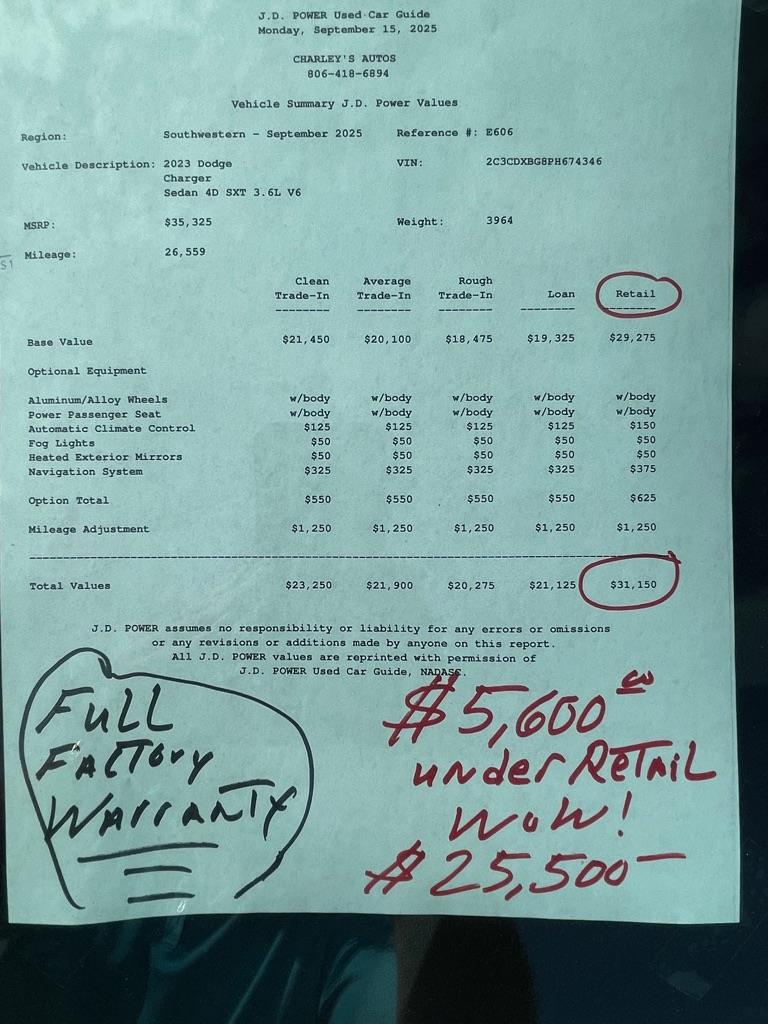 J.D. POWER Used Car Guide
Monday, September 15, 2025
CHARLEY'S AUTOS
806-418-6894
Vehicle Summary J.D. Power Values
Region: Southwestern - September 2025 Reference #: E606
Vehicle Description: 2023 Dodge VIN: 2C3CDXBG8PH674346
Charger
Sedan 4D SXT 3.6L V6
MSRP: $35,325 Weight: 3964
Mileage: 26,559
Clean Average Rough
Trade-In Trade-In Trade-In Loan Retail
Base Value $21,450 $20,100 $18,475 $19,325 $29,275
Optional Equipment
Aluminum/Alloy Wheels w/body w/body w/body w/body w/body
Power Passenger Seat w/body w/body w/body w/body w/body
Automatic Climate Control $125 $125 $125 $125 $150
Fog Lights $50 $50 $50 $50 $50
Heated Exterior Mirrors $50 $50 $50 $50 $50
Navigation System $325 $325 $325 $325 $375
Option Total $550 $550 $550 $550 $625
Mileage Adjustment $1,250 $1,250 $1,250 $1,250 $1,250
Total Values $23,250 $21,900 $20,275 $21,125 $31,150
J.D. POWER assumes no responsibility or liability for any errors or omissions
or any revisions or additions made by anyone on this report.
All J.D. POWER values are reprinted with permission of
J.D. POWER Used Car Guide, NADASC.
FULL
FACTORY
WARRANTY
$5,600 00
under RETAIL
WOW!
$25,500—